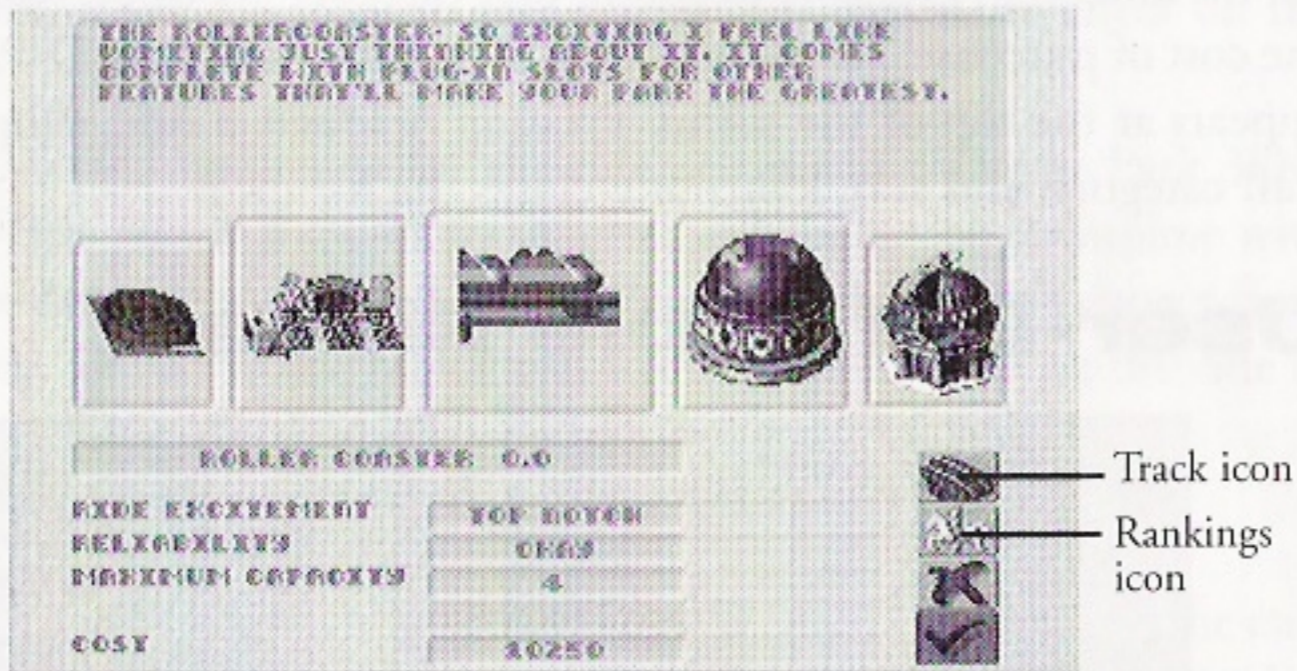 THE ROLLERCOASTER- SO EXCITING I FEEL LIKE
VOMITING JUST THINKING ABOUT IT. IT COMES
COMPLETE WITH PLUG-IN SLOTS FOR OTHER
FEATURES THAT'LL MAKE YOUR PARK THE GREATEST.
ROLLER COASTER 0.0
RIDE EXCITEMENT TOP NOTCH
RELIABILITY OKAY
MAXIMUM CAPACITY 4
COST 10250
Track icon
Rankings
icon